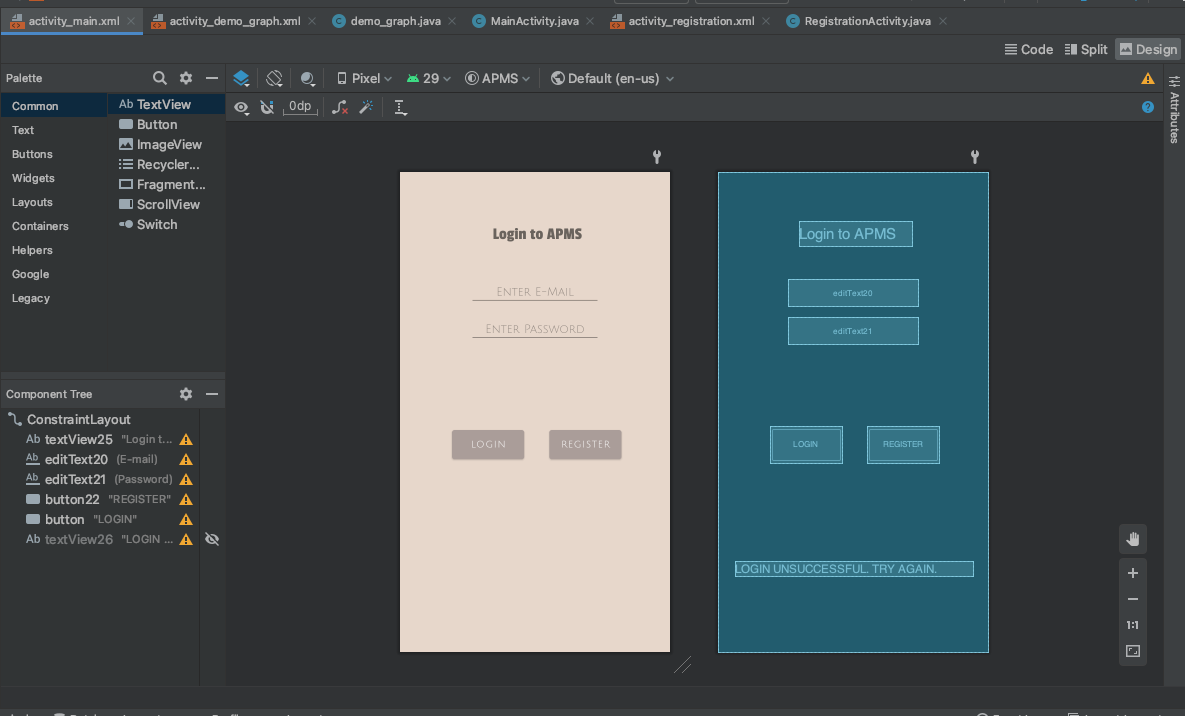 activity_main.xml activity_demo_graph.xml demo_graph.java MainActivity.java activity_registration.xml RegistrationActivity.java
Code Split Design
Palette
Pixel 29 APMS Default (en-us)
Common
Text
Buttons
Widgets
Layouts
Containers
Helpers
Google
Legacy
Ab TextView
Button
ImageView
Recycler...
Fragment...
ScrollView
Switch
0dp
Attributes
Login to APMS
Enter E-Mail
Enter Password
LOGIN REGISTER
Login to APMS
editText20
editText21
LOGIN REGISTER
LOGIN UNSUCCESSFUL. TRY AGAIN.
Component Tree
ConstraintLayout
Ab textView25 "Login t...
Ab editText20 (E-mail)
Ab editText21 (Password)
button22 "REGISTER"
button "LOGIN"
Ab textView26 "LOGIN ...
1:1